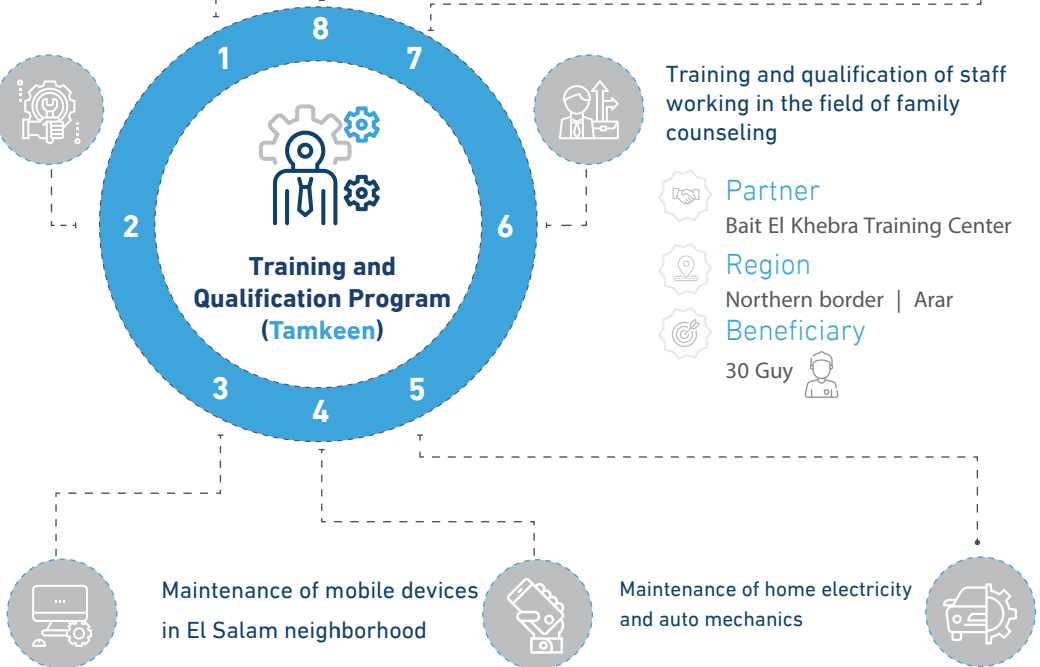 8
1
7
2
6
3
5
4
Training and
Qualification Program
(Tamkeen)
Training and qualification of staff
working in the field of family
counseling
Partner
Bait El Khebra Training Center
Region
Northern border | Arar
Beneficiary
30 Guy
Maintenance of mobile devices
in El Salam neighborhood
Maintenance of home electricity
and auto mechanics